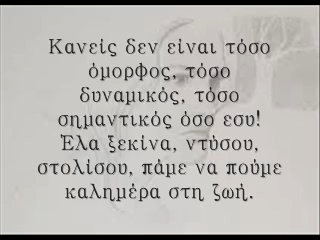 Κανείς δεν είναι τόσο
όμορφος, τόσο
δυναμικός, τόσο
σημαντικός όσο εσυ!
Έλα ξεκίνα, ντύσου,
στολίσου, πάμε να πούμε
καλημέρα στη ζωή.